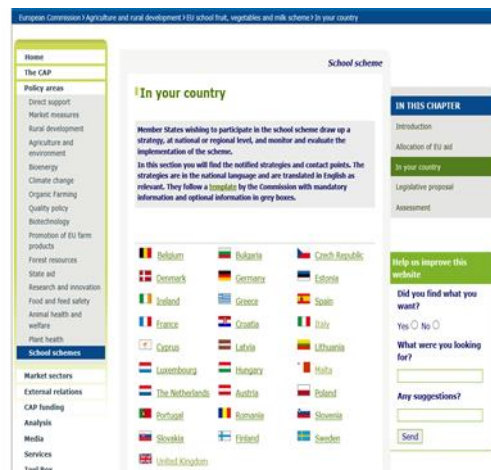 European Commission > Agriculture and rural development > EU school fruit, vegetables and milk scheme > In your country
Home
The CAP
Policy areas
Direct support
Market measures
Rural development
Agriculture and
environment
Bioenergy
Climate change
Organic Farming
Quality policy
Biotechnology
Promotion of EU farm
products
Forest resources
State aid
Research and innovation
Food and feed safety
Animal health and
welfare
Plant health
School schemes
Market sectors
External relations
CAP funding
Analysis
Media
Services
Tool Box
School scheme
In your country
Member States wishing to participate in the school scheme draw up a
strategy, at national or regional level, and monitor and evaluate the
implementation of the scheme.
In this section you will find the notified strategies and contact points. The
strategies are in the national language and are translated in English as
relevant. They follow a template by the Commission with mandatory
information and optional information in grey boxes.
Belgium Bulgaria Czech Republic
Denmark Germany Estonia
Ireland Greece Spain
France Croatia Italy
Cyprus Latvia Lithuania
Luxembourg Hungary Malta
The Netherlands Austria Poland
Portugal Romania Slovenia
Slovakia Finland Sweden
United Kingdom
IN THIS CHAPTER
Introduction
Allocation of EU aid
In your country
Legislative proposal
Assessment
Help us improve this
website
Did you find what you
want?
Yes No
What were you looking
for?
Any suggestions?
Send